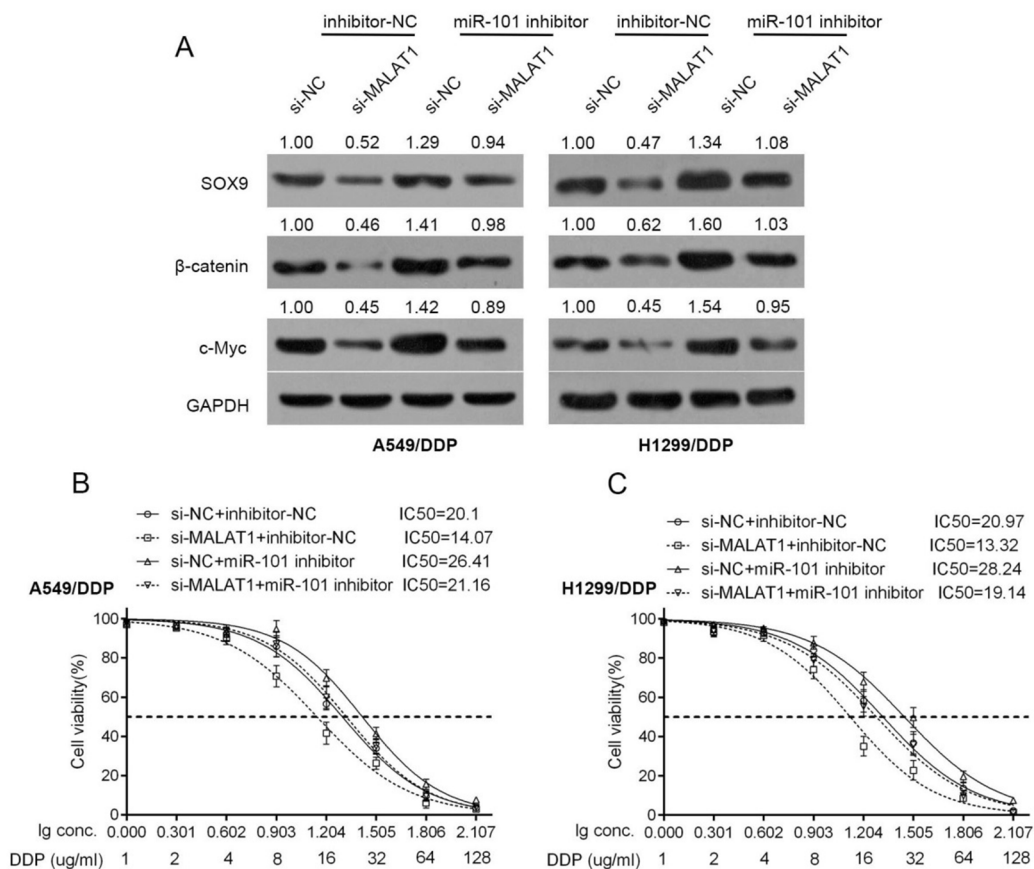 A
inhibitor-NC miR-101 inhibitor inhibitor-NC miR-101 inhibitor
si-NC si-MALAT1 si-NC si-MALAT1 si-NC si-MALAT1 si-NC si-MALAT1
1.00 0.52 1.29 0.94 1.00 0.47 1.34 1.08
SOX9
1.00 0.46 1.41 0.98 1.00 0.62 1.60 1.03
β-catenin
1.00 0.45 1.42 0.89 1.00 0.45 1.54 0.95
c-Myc
GAPDH
A549/DDP H1299/DDP
B
si-NC+inhibitor-NC IC50=20.1
si-MALAT1+inhibitor-NC IC50=14.07
si-NC+miR-101 inhibitor IC50=26.41
si-MALAT1+miR-101 inhibitor IC50=21.16
A549/DDP
Cell viability(%)
100
80
60
40
20
0
lg conc. 0.000 0.301 0.602 0.903 1.204 1.505 1.806 2.107
DDP (ug/ml) 1 2 4 8 16 32 64 128
C
si-NC+inhibitor-NC IC50=20.97
si-MALAT1+inhibitor-NC IC50=13.32
si-NC+miR-101 inhibitor IC50=28.24
si-MALAT1+miR-101 inhibitor IC50=19.14
H1299/DDP
Cell viability(%)
100
80
60
40
20
0
lg conc. 0.000 0.301 0.602 0.903 1.204 1.505 1.806 2.107
DDP (ug/ml) 1 2 4 8 16 32 64 128